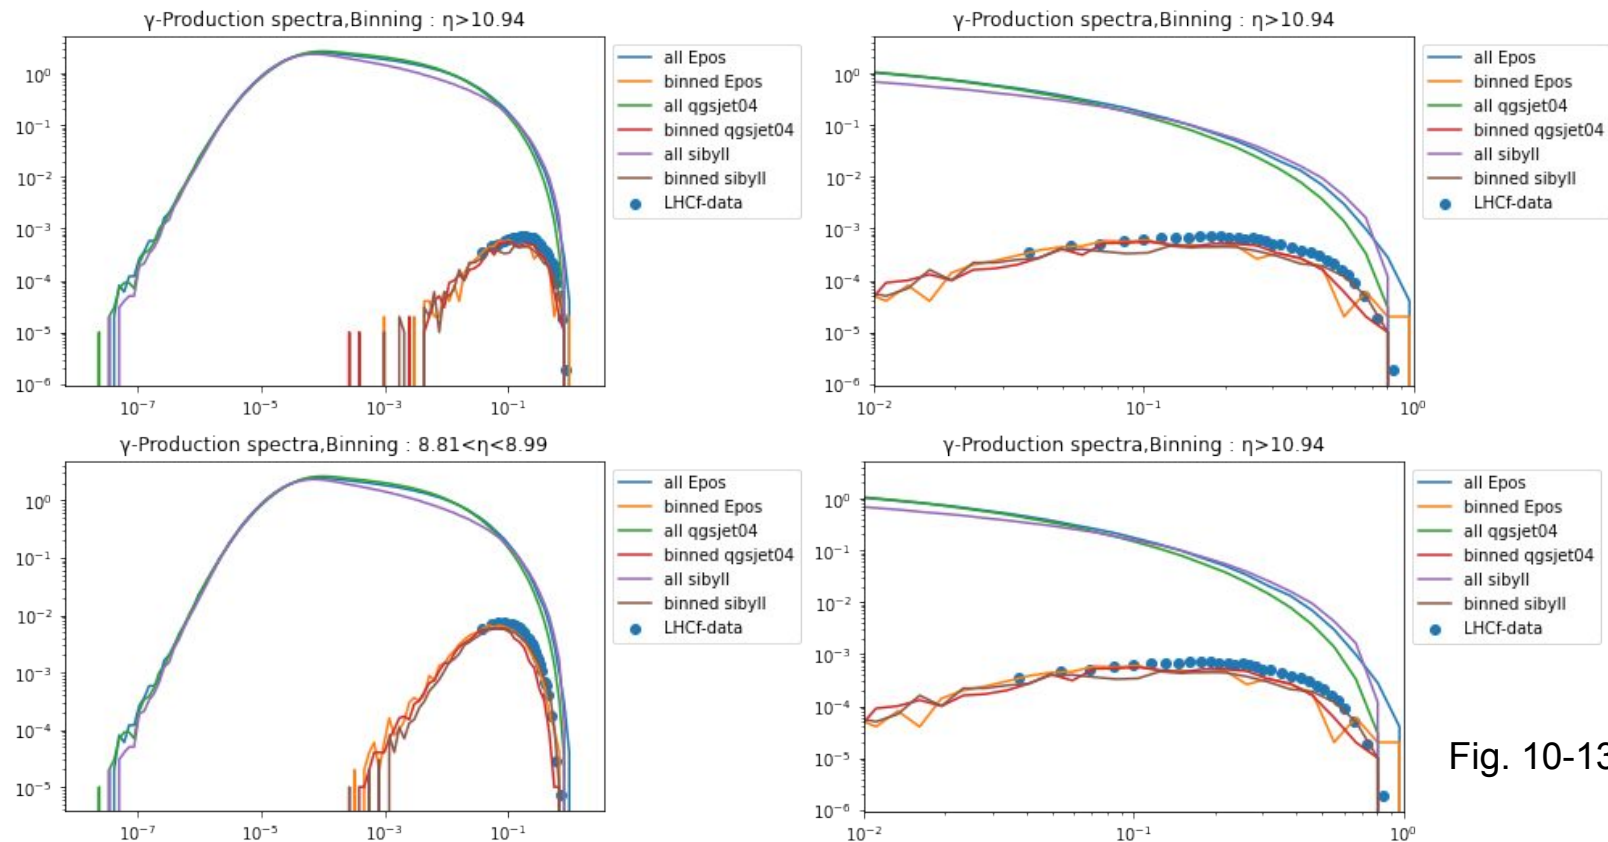 γ-Production spectra,Binning : η>10.94
10⁰
10⁻¹
10⁻²
10⁻³
10⁻⁴
10⁻⁵
10⁻⁶
10⁻⁷ 10⁻⁵ 10⁻³ 10⁻¹
all Epos
binned Epos
all qgsjet04
binned qgsjet04
all sibyll
binned sibyll
LHCf-data
γ-Production spectra,Binning : η>10.94
10⁰
10⁻¹
10⁻²
10⁻³
10⁻⁴
10⁻⁵
10⁻⁶
10⁻² 10⁻¹ 10⁰
all Epos
binned Epos
all qgsjet04
binned qgsjet04
all sibyll
binned sibyll
LHCf-data
γ-Production spectra,Binning : 8.81<η<8.99
10⁰
10⁻¹
10⁻²
10⁻³
10⁻⁴
10⁻⁵
10⁻⁷ 10⁻⁵ 10⁻³ 10⁻¹
all Epos
binned Epos
all qgsjet04
binned qgsjet04
all sibyll
binned sibyll
LHCf-data
γ-Production spectra,Binning : η>10.94
10⁰
10⁻¹
10⁻²
10⁻³
10⁻⁴
10⁻⁵
10⁻⁶
10⁻² 10⁻¹ 10⁰
all Epos
binned Epos
all qgsjet04
binned qgsjet04
all sibyll
binned sibyll
LHCf-data
Fig. 10-13